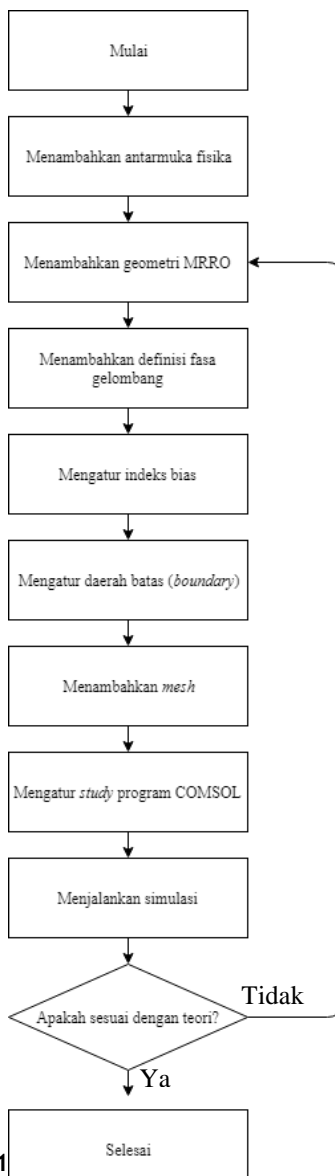 Mulai
Menambahkan antarmuka fisika
Menambahkan geometri MRRO
Menambahkan definisi fasa
gelombang
Mengatur indeks bias
Mengatur daerah batas (boundary)
Menambahkan mesh
Mengatur study program COMSOL
Menjalankan simulasi
Apakah sesuai dengan teori?
Tidak
Ya
Selesai
1